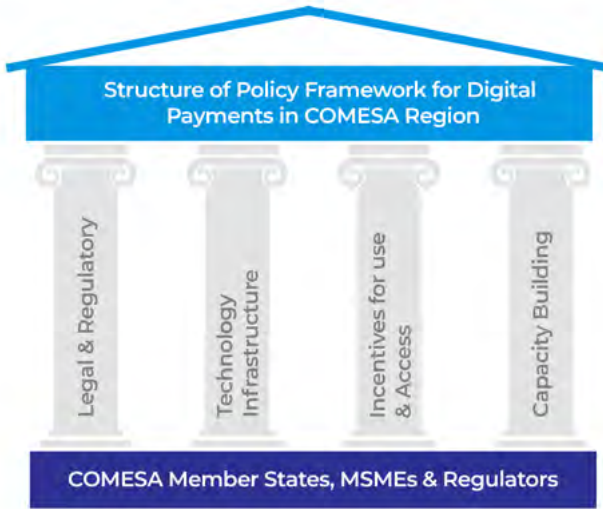 Structure of Policy Framework for Digital
Payments in COMESA Region
Legal & Regulatory
Technology
Infrastructure
Incentives for use
& Access
Capacity Building
COMESA Member States, MSMEs & Regulators